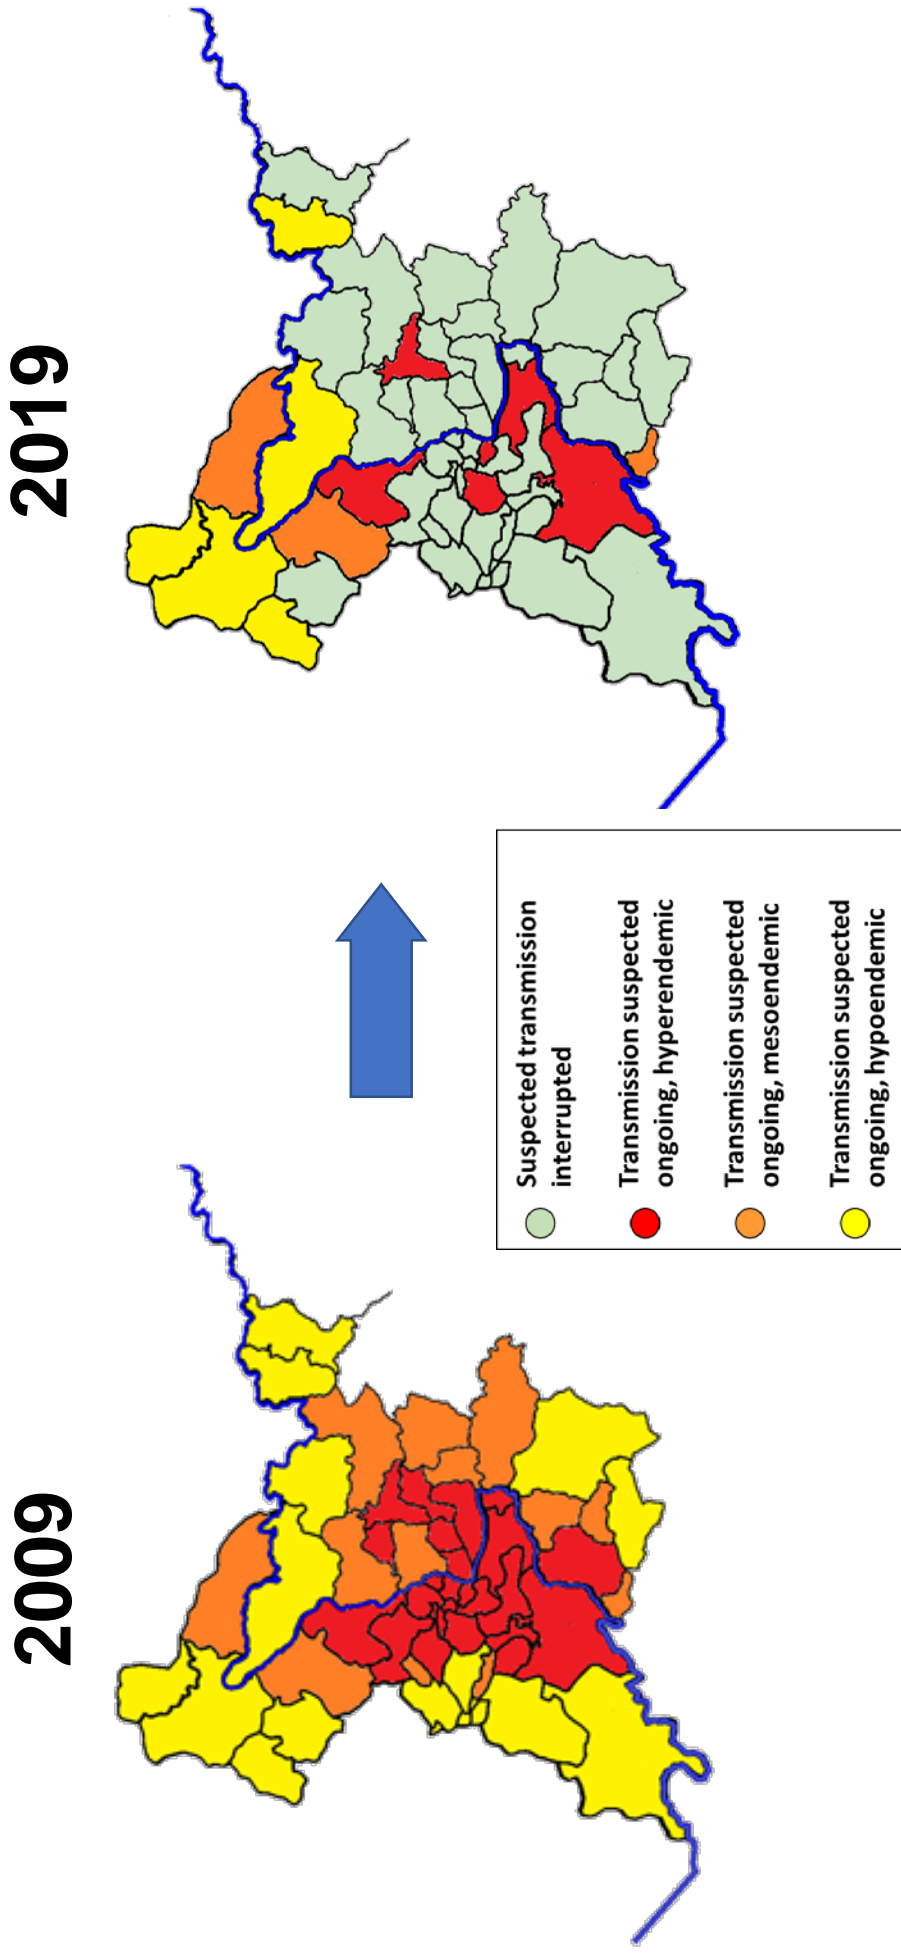 2009
2019
Suspected transmission
interrupted
Transmission suspected
ongoing, hyperendemic
Transmission suspected
ongoing, mesoendemic
Transmission suspected
ongoing, hypoendemic